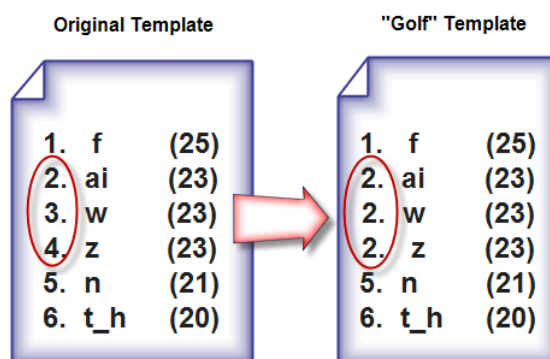 Original Template
1. f (25)
2. ai (23)
3. w (23)
4. z (23)
5. n (21)
6. t_h (20)
"Golf" Template
1. f (25)
2. ai (23)
2. w (23)
2. z (23)
5. n (21)
6. t_h (20)